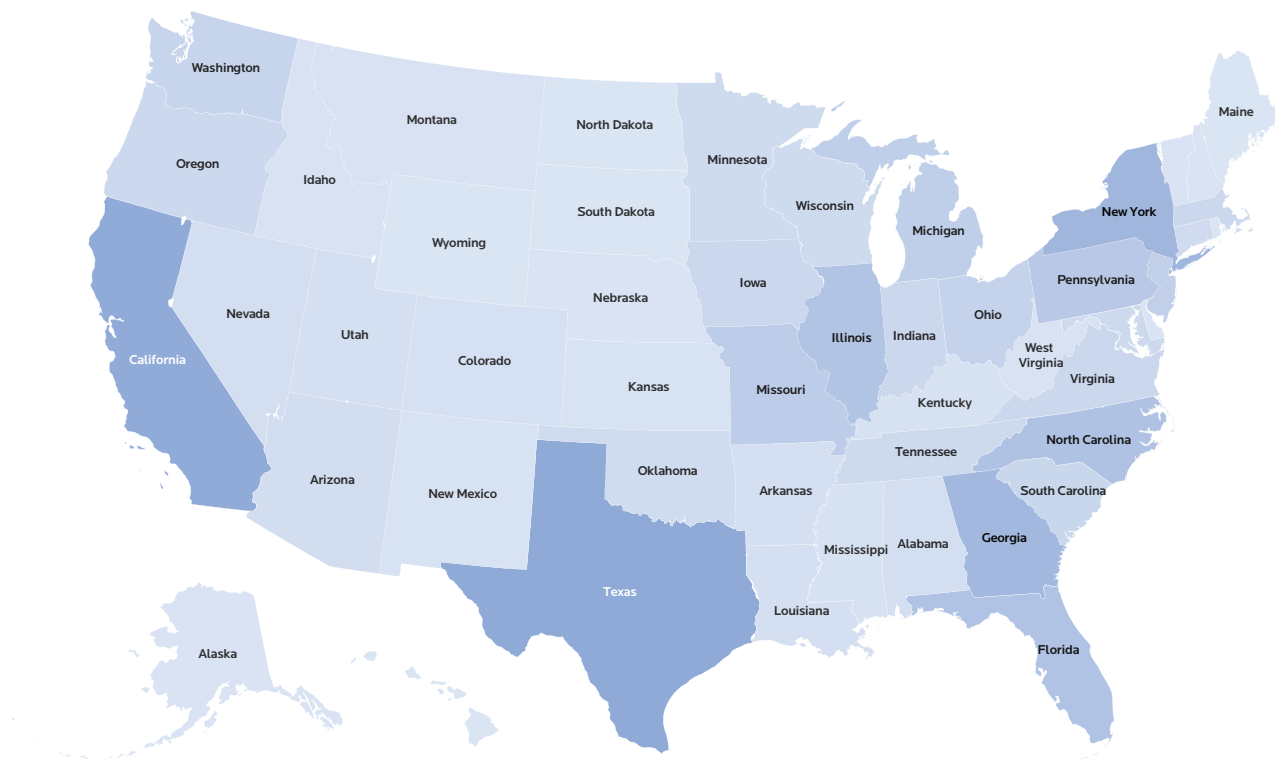 Washington
Montana
North Dakota
Minnesota
Maine
Oregon
Idaho
South Dakota
Wisconsin
New York
Wyoming
Michigan
Nevada
Nebraska
Iowa
Pennsylvania
Utah
Colorado
Illinois
Indiana
Ohio
California
Kansas
Missouri
West
Virginia
Virginia
Kentucky
North Carolina
Tennessee
Arizona
New Mexico
Oklahoma
Arkansas
South Carolina
Mississippi
Alabama
Georgia
Texas
Louisiana
Alaska
Florida